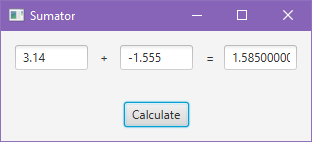 Sumator
3.14 + -1.555 = 1.58500000
Calculate